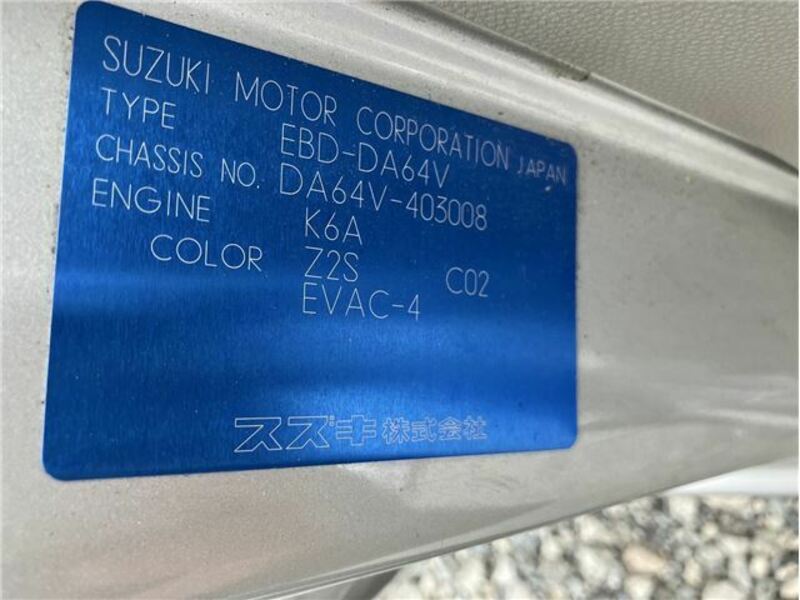 SUZUKI MOTOR CORPORATION JAPAN
TYPE EBD-DA64V
CHASSIS NO. DA64V-403008
ENGINE K6A
COLOR Z2S C02
EVAC-4
スズキ株式会社